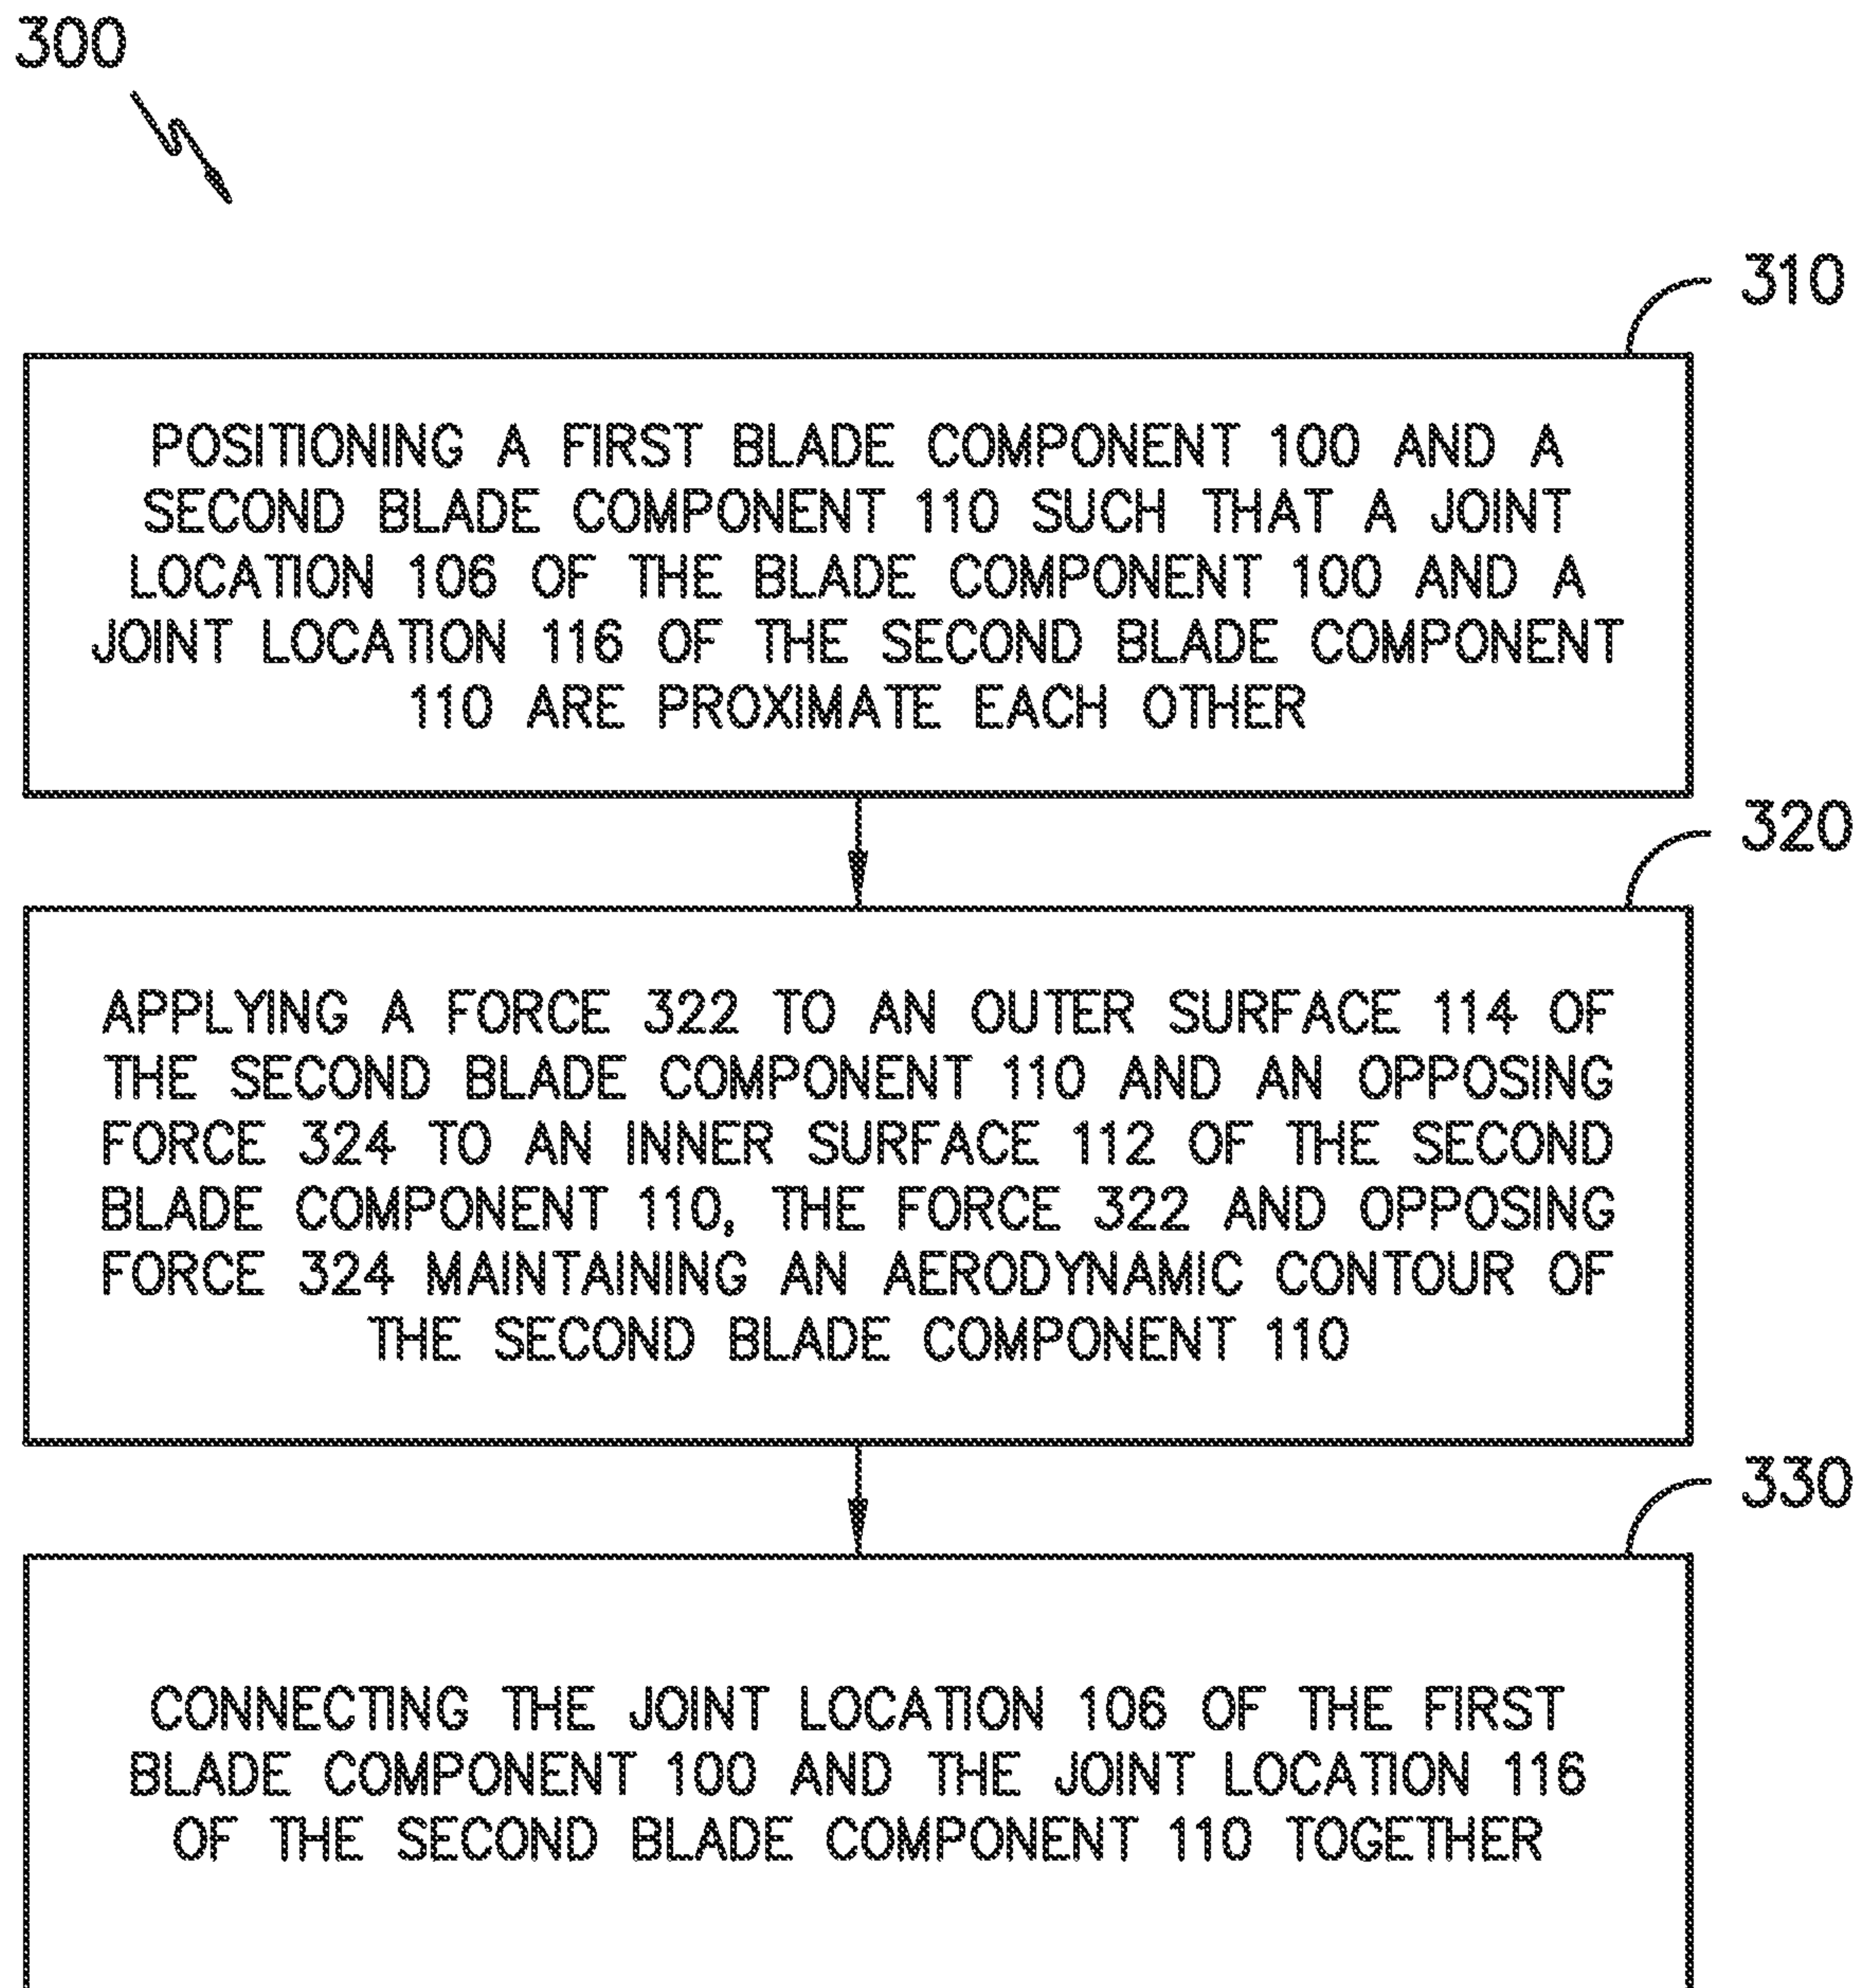 300
310
POSITIONING A FIRST BLADE COMPONENT 100 AND A
SECOND BLADE COMPONENT 110 SUCH THAT A JOINT
LOCATION 106 OF THE BLADE COMPONENT 100 AND A
JOINT LOCATION 116 OF THE SECOND BLADE COMPONENT
110 ARE PROXIMATE EACH OTHER
320
APPLYING A FORCE 322 TO AN OUTER SURFACE 114 OF
THE SECOND BLADE COMPONENT 110 AND AN OPPOSING
FORCE 324 TO AN INNER SURFACE 112 OF THE SECOND
BLADE COMPONENT 110, THE FORCE 322 AND OPPOSING
FORCE 324 MAINTAINING AN AERODYNAMIC CONTOUR OF
THE SECOND BLADE COMPONENT 110
330
CONNECTING THE JOINT LOCATION 106 OF THE FIRST
BLADE COMPONENT 100 AND THE JOINT LOCATION 116
OF THE SECOND BLADE COMPONENT 110 TOGETHER